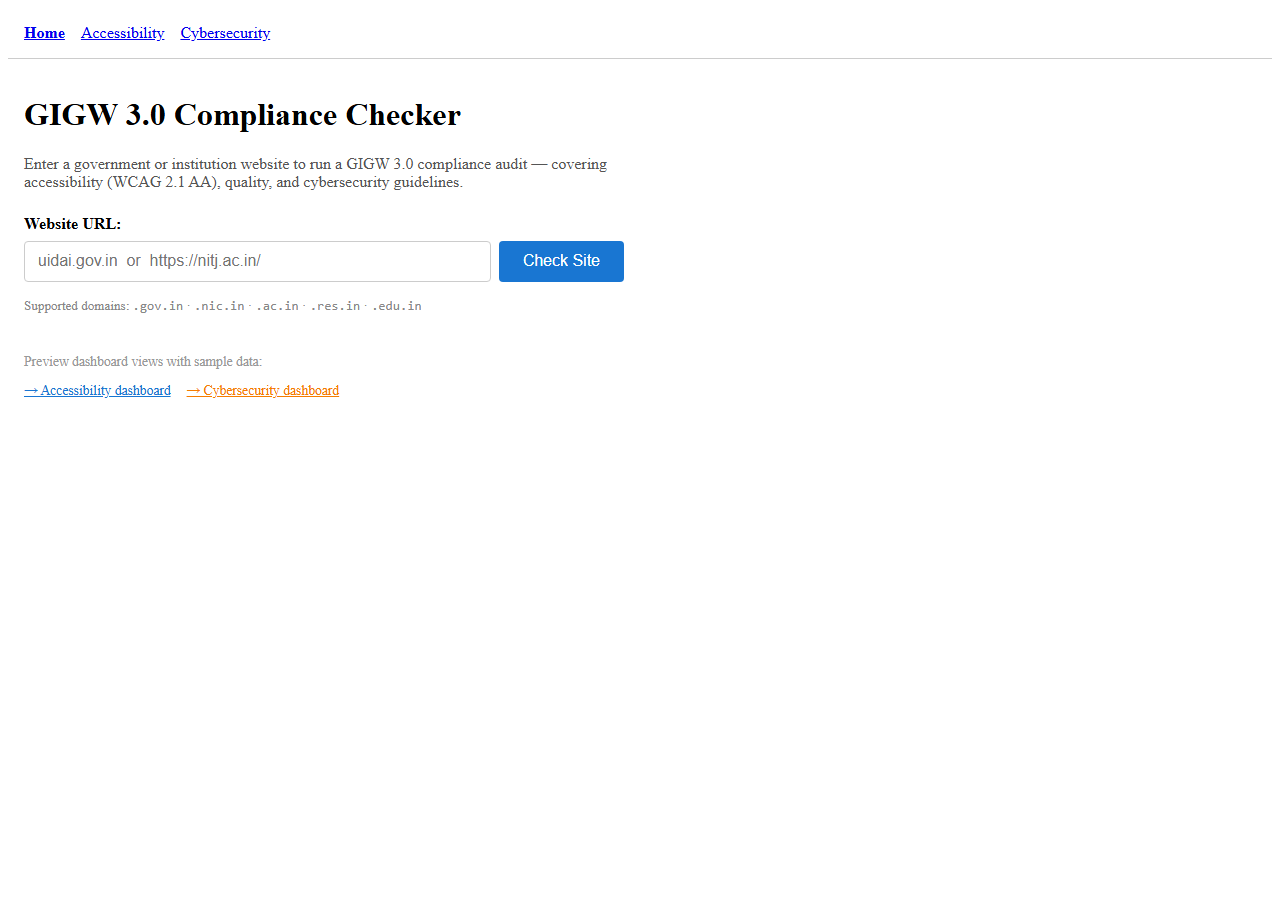 Home Accessibility Cybersecurity
GIGW 3.0 Compliance Checker
Enter a government or institution website to run a GIGW 3.0 compliance audit — covering
accessibility (WCAG 2.1 AA), quality, and cybersecurity guidelines.
Website URL:
uidai.gov.in or https://nitj.ac.in/ Check Site
Supported domains: .gov.in · .nic.in · .ac.in · .res.in · .edu.in
Preview dashboard views with sample data:
→ Accessibility dashboard → Cybersecurity dashboard